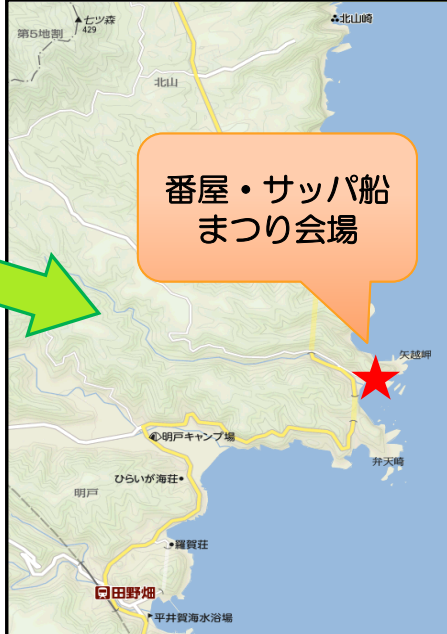 七ツ森
429
第5地割
北山崎
北山
番屋・サッパ船
まつり会場
矢越岬
明戸キャンプ場
弁天崎
ひらいが海荘
明戸
羅賀荘
田野畑
平井賀海水浴場